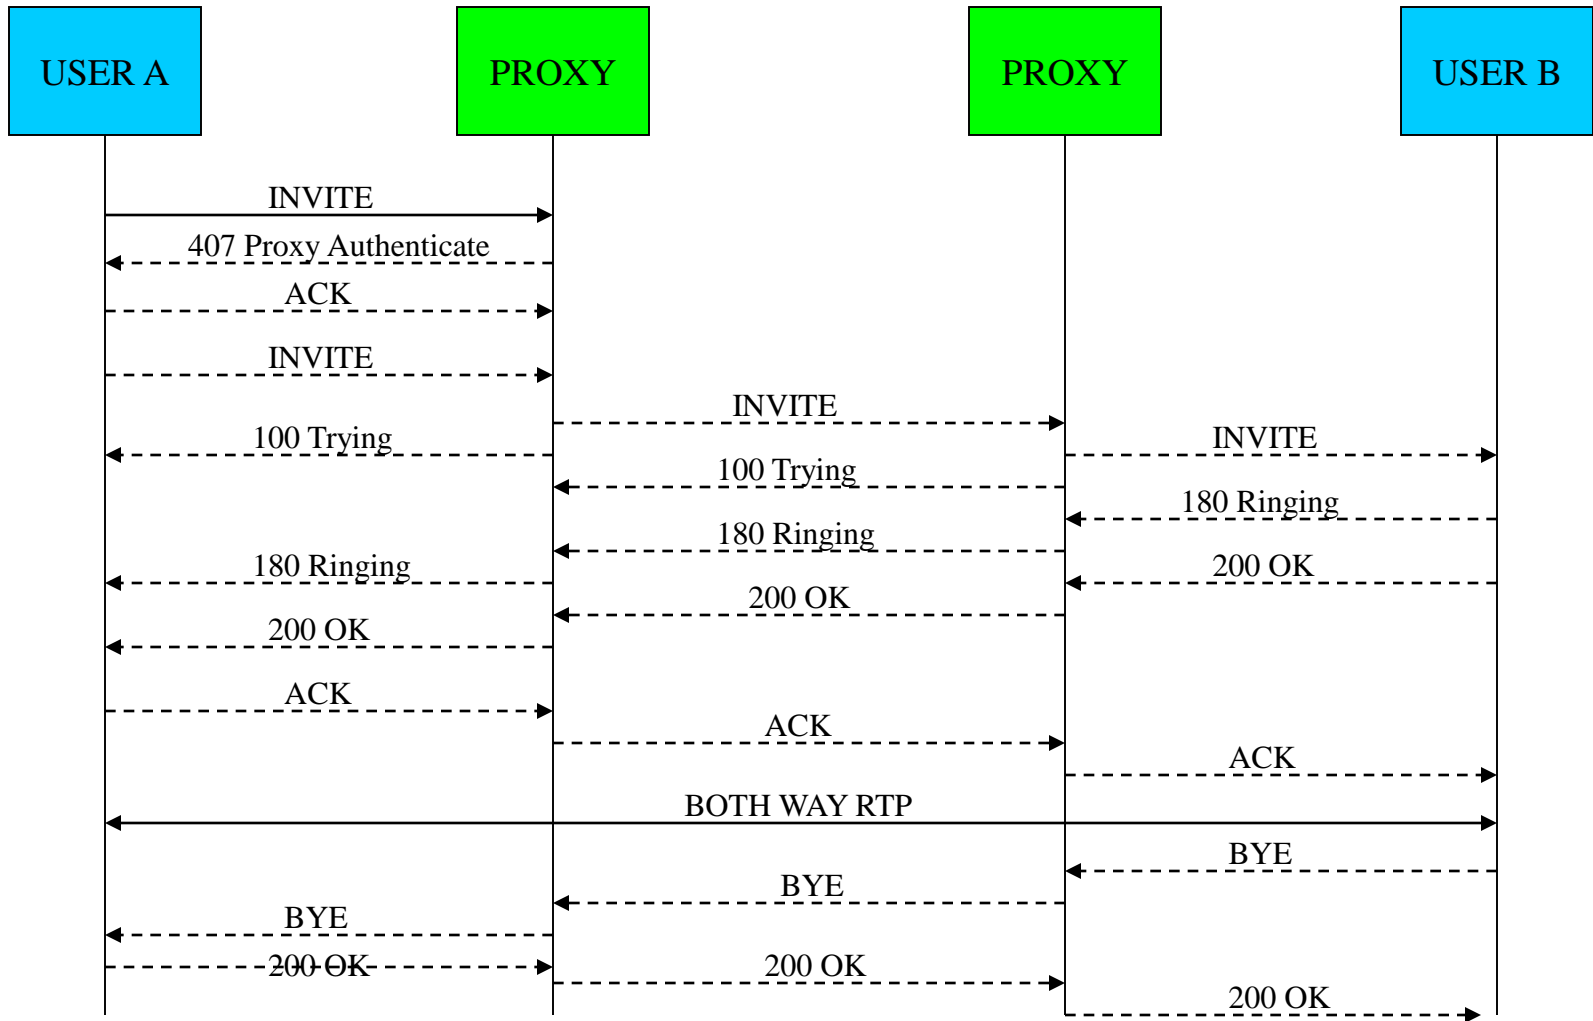 USER A
PROXY
PROXY
USER B
INVITE
407 Proxy Authenticate
ACK
INVITE
INVITE
100 Trying
INVITE
100 Trying
180 Ringing
180 Ringing
180 Ringing
200 OK
200 OK
200 OK
ACK
ACK
ACK
BOTH WAY RTP
BYE
BYE
BYE
200 OK
200 OK
200 OK